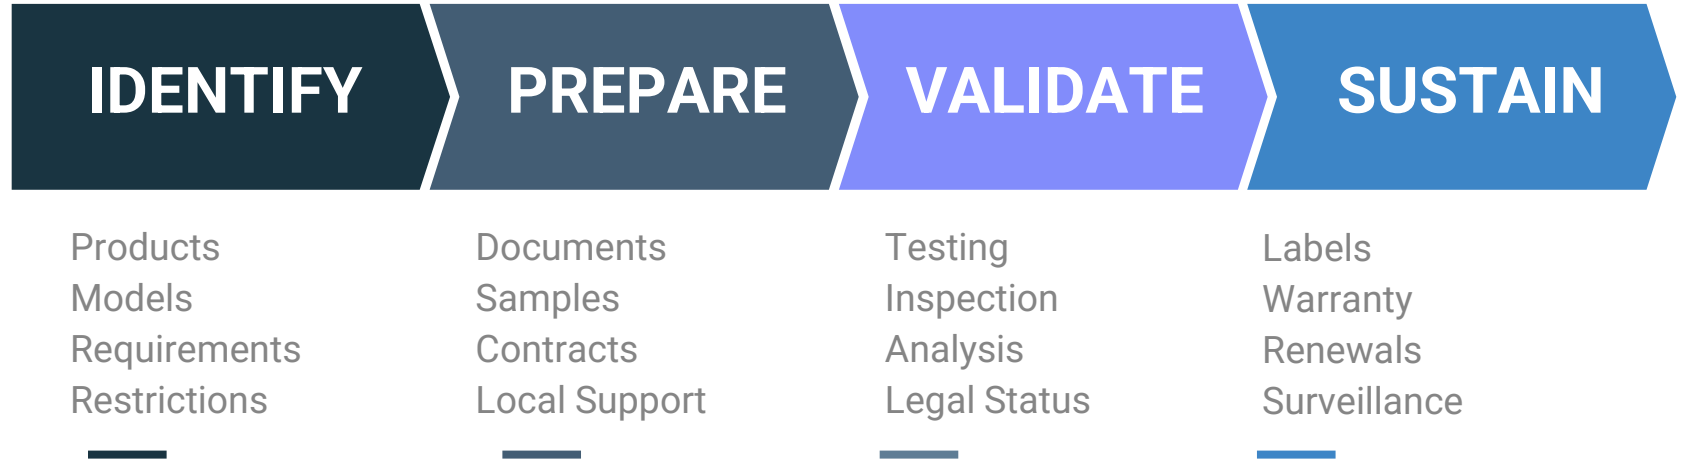 IDENTIFY
PREPARE
VALIDATE
SUSTAIN
Products
Models
Requirements
Restrictions
Documents
Samples
Contracts
Local Support
Testing
Inspection
Analysis
Legal Status
Labels
Warranty
Renewals
Surveillance